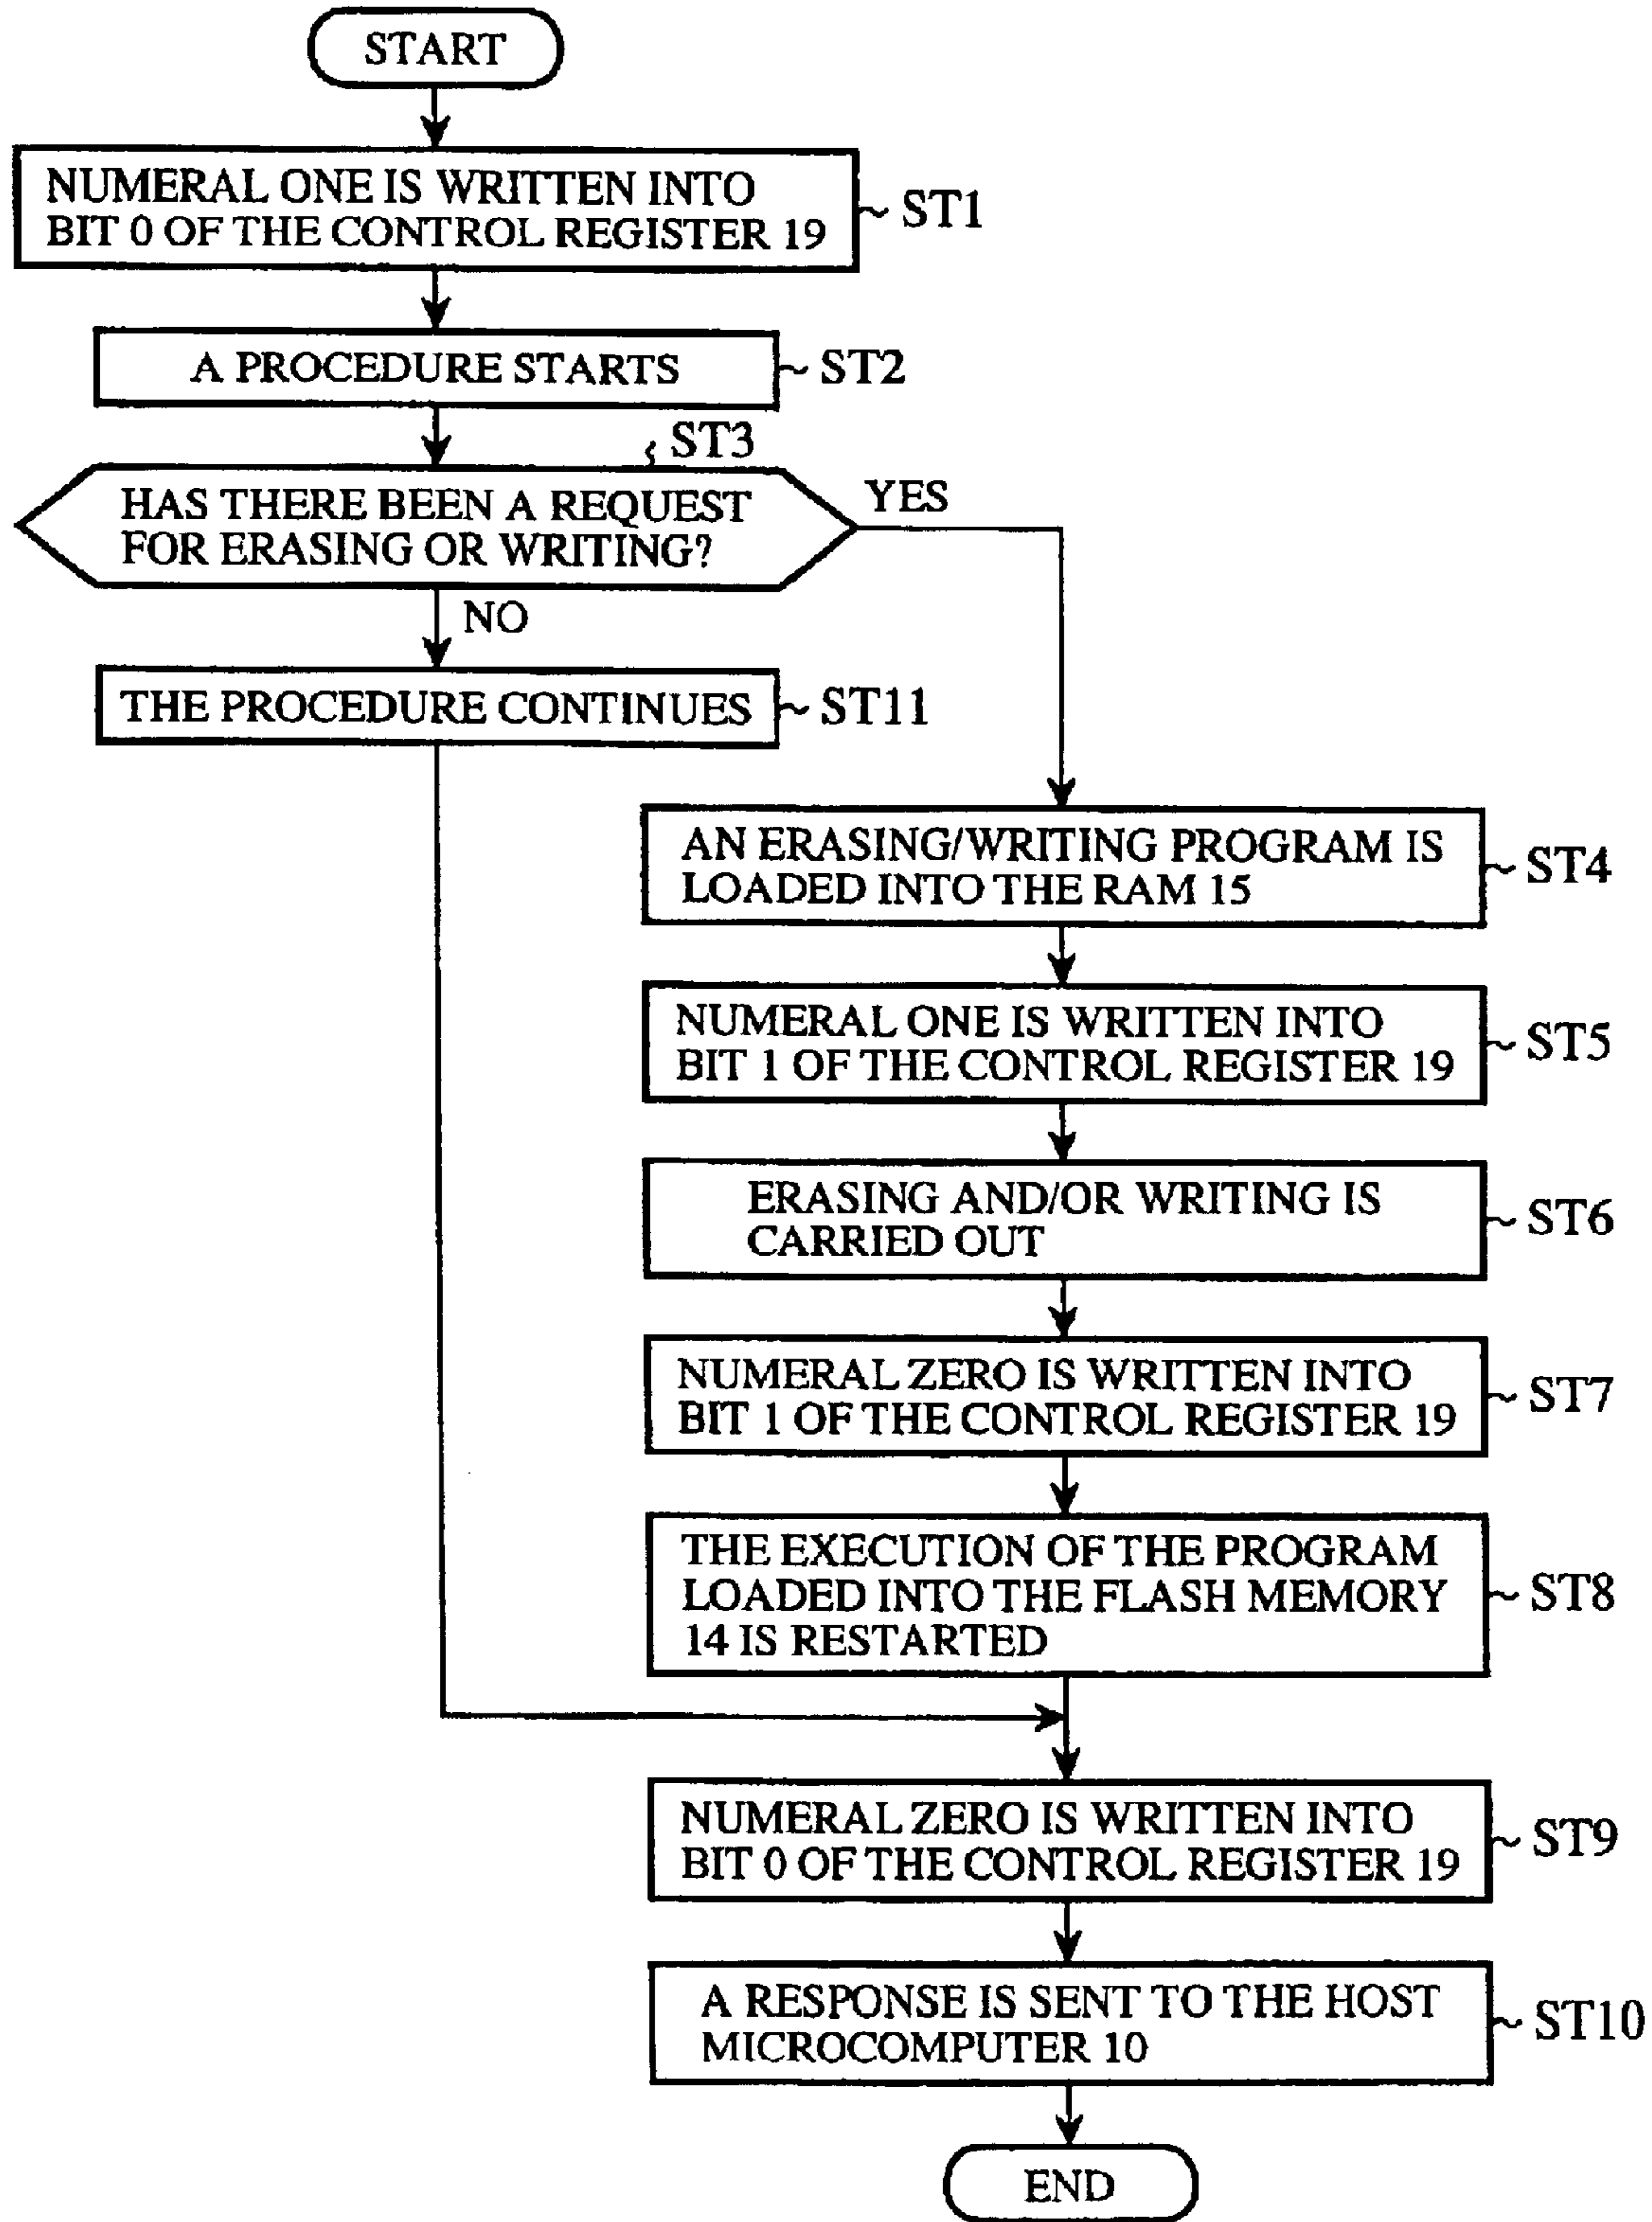 START
NUMERAL ONE IS WRITTEN INTO
BIT 0 OF THE CONTROL REGISTER 19
ST1
A PROCEDURE STARTS
ST2
ST3
HAS THERE BEEN A REQUEST
FOR ERASING OR WRITING?
YES
NO
THE PROCEDURE CONTINUES
ST11
AN ERASING/WRITING PROGRAM IS
LOADED INTO THE RAM 15
ST4
NUMERAL ONE IS WRITTEN INTO
BIT 1 OF THE CONTROL REGISTER 19
ST5
ERASING AND/OR WRITING IS
CARRIED OUT
ST6
NUMERAL ZERO IS WRITTEN INTO
BIT 1 OF THE CONTROL REGISTER 19
ST7
THE EXECUTION OF THE PROGRAM
LOADED INTO THE FLASH MEMORY
14 IS RESTARTED
ST8
NUMERAL ZERO IS WRITTEN INTO
BIT 0 OF THE CONTROL REGISTER 19
ST9
A RESPONSE IS SENT TO THE HOST
MICROCOMPUTER 10
ST10
END